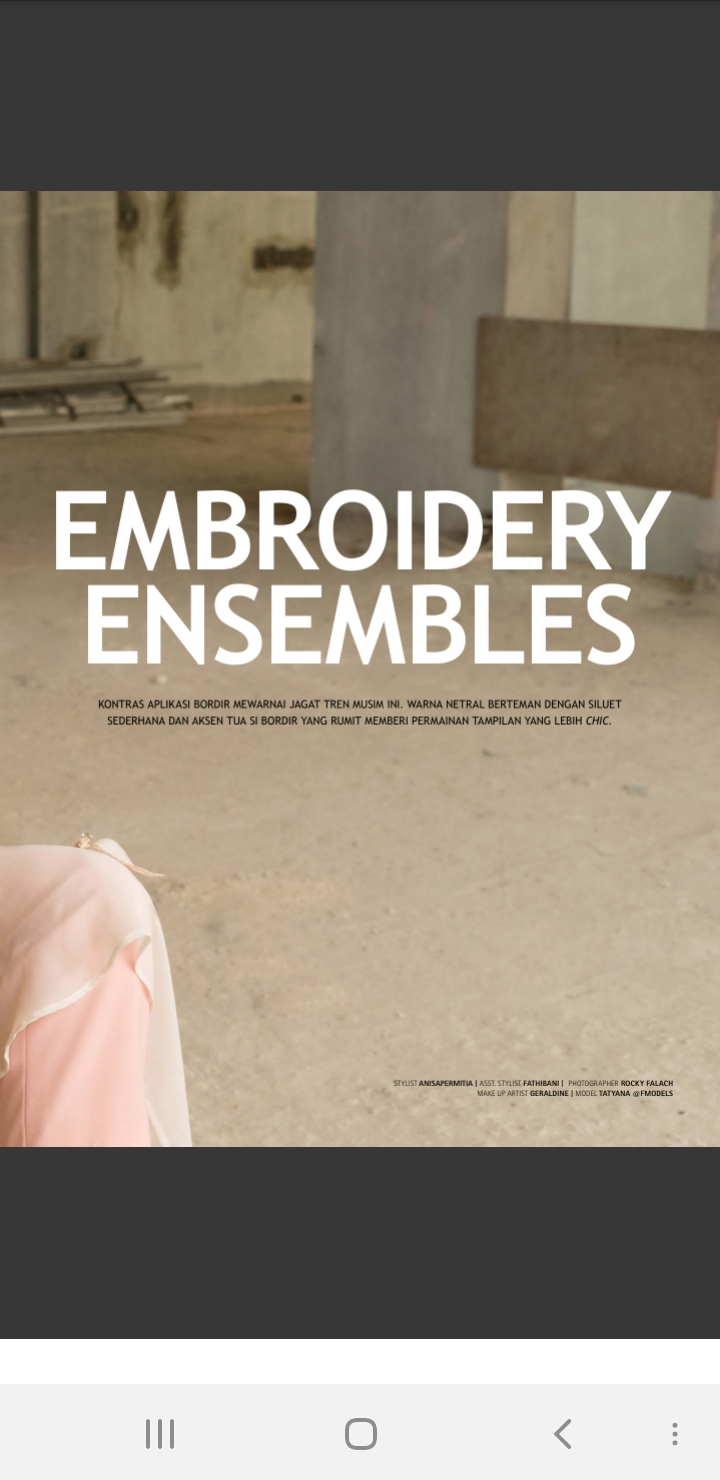 EMBROIDERY
ENSEMBLES
KONTRAS APLIKASI BORDIR MEWARNAI JAGAT TREN MUSIM INI. WARNA NETRAL BERTEMAN DENGAN SILUET
SEDERHANA DAN AKSEN TUA SI BORDIR YANG RUMIT MEMBERI PERMAINAN TAMPILAN YANG LEBIH CHIC.
STYLIST ANISAPERMITIA | ASST. STYLIST FATHIBANI | PHOTOGRAPHER ROCKY FALACH
MAKE UP ARTIST GERALDINE | MODEL TATYANA @FMODELS